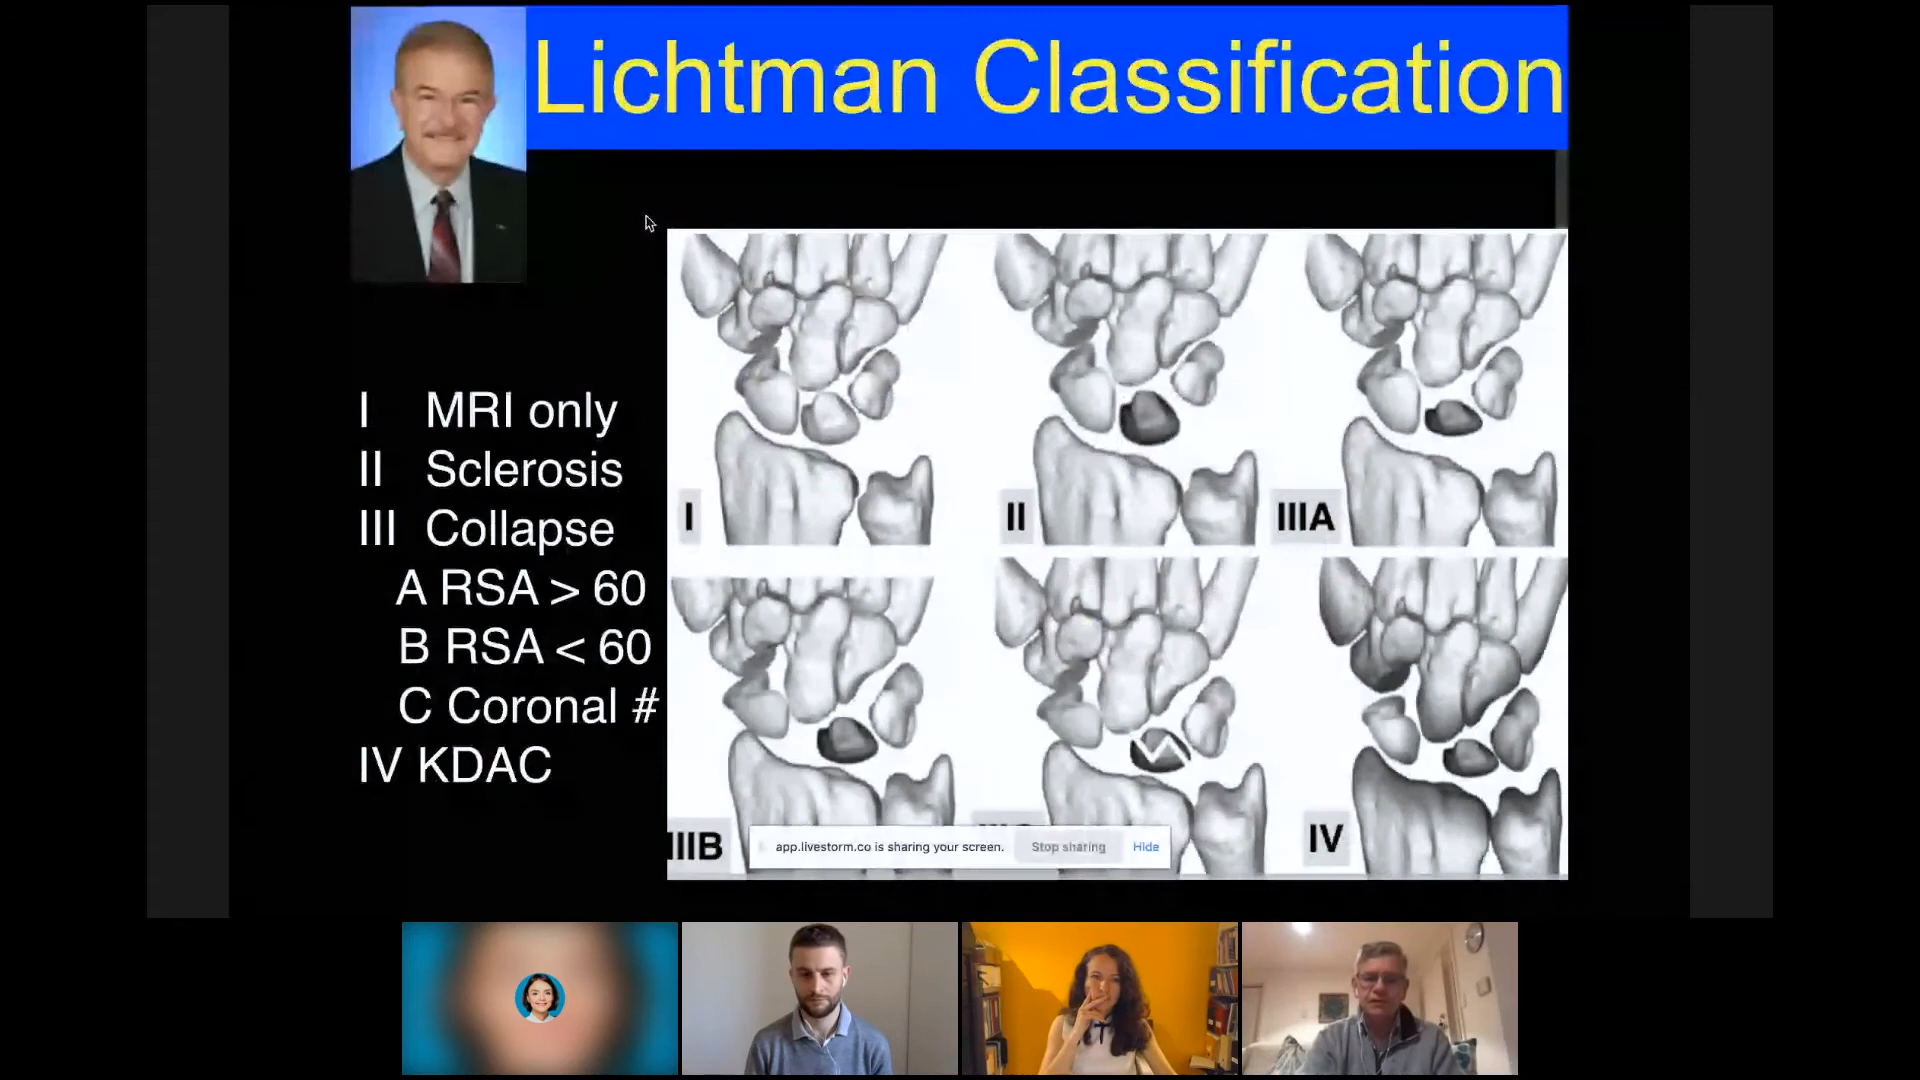 Lichtman Classification
I MRI only
II Sclerosis
III Collapse
A RSA > 60
B RSA < 60
C Coronal #
IV KDAC
I
II
IIIA
IIIB
IV
app.livestorm.co is sharing your screen.
Stop sharing
Hide